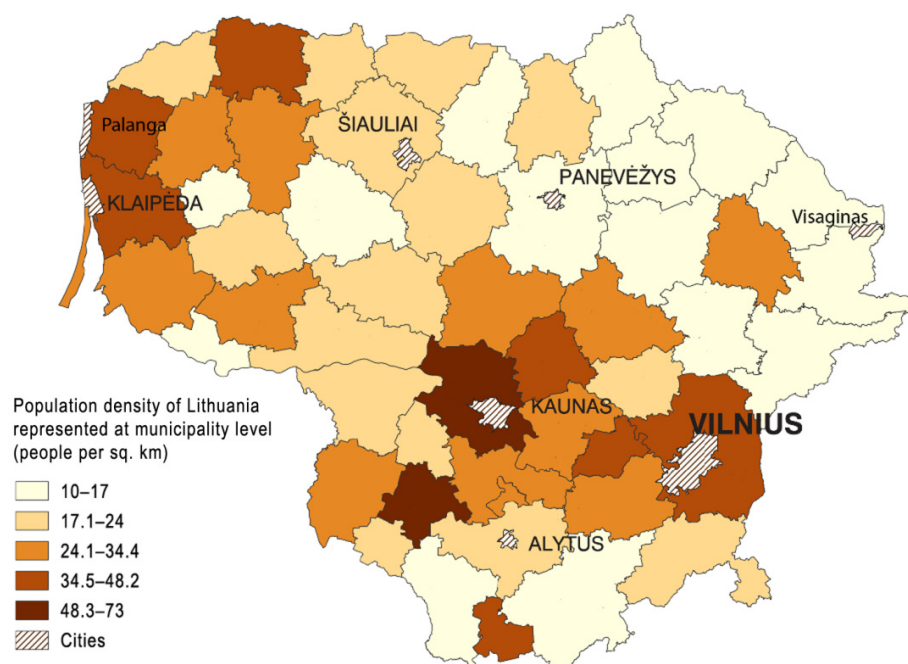 Palanga
ŠIAULIAI
KLAIPĖDA
PANEVĖŽYS
Visaginas
KAUNAS
VILNIUS
ALYTUS
Population density of Lithuania
represented at municipality level
(people per sq. km)
10–17
17.1–24
24.1–34.4
34.5–48.2
48.3–73
Cities